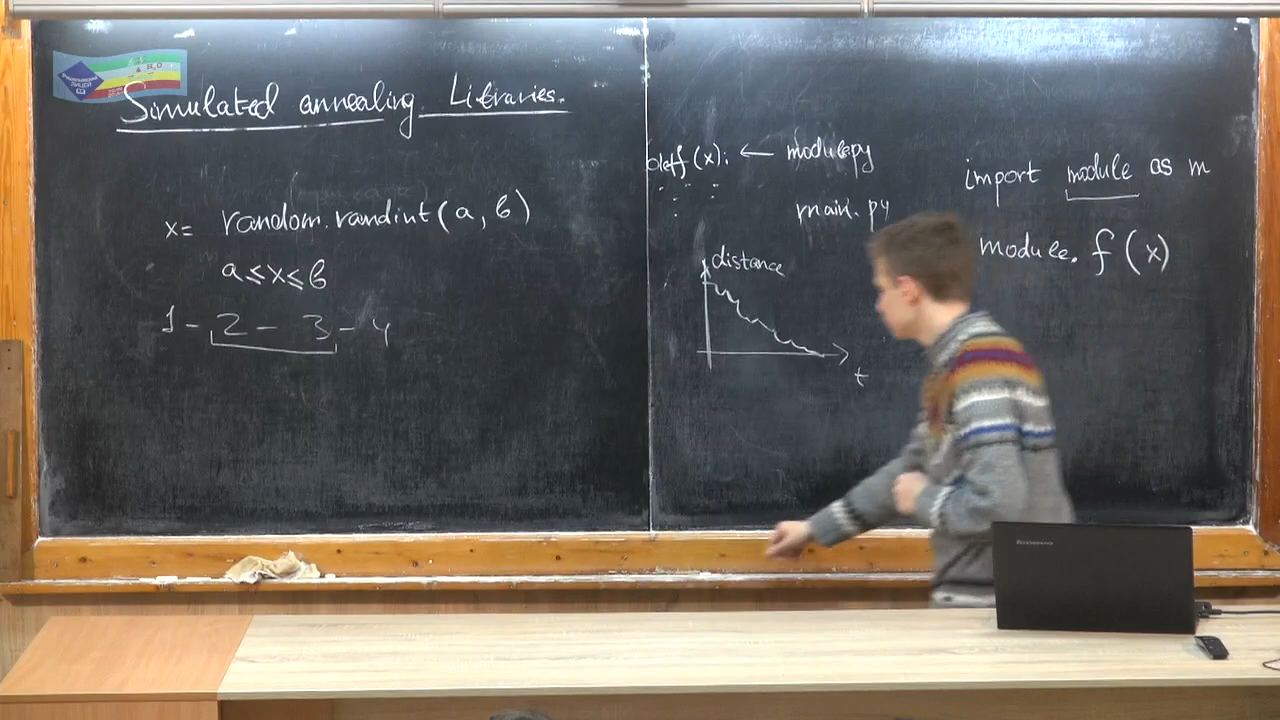 Simulated annealing. Libraries.
x= random.randint(a, b)
a≤x≤b
1 - 2 - 3 - 4
def f(x): ← module.py
main.py
distance
t
import module as m
module. f(x)
lenovo